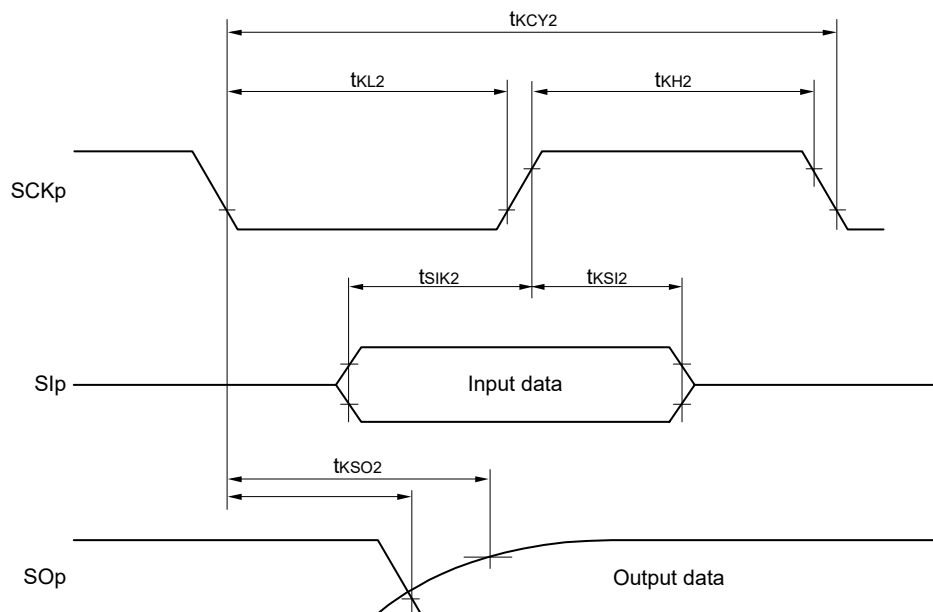 tKCY2
tKL2
tKH2
SCKp
tSIK2
tKSI2
SIp
Input data
tKSO2
SOp
Output data